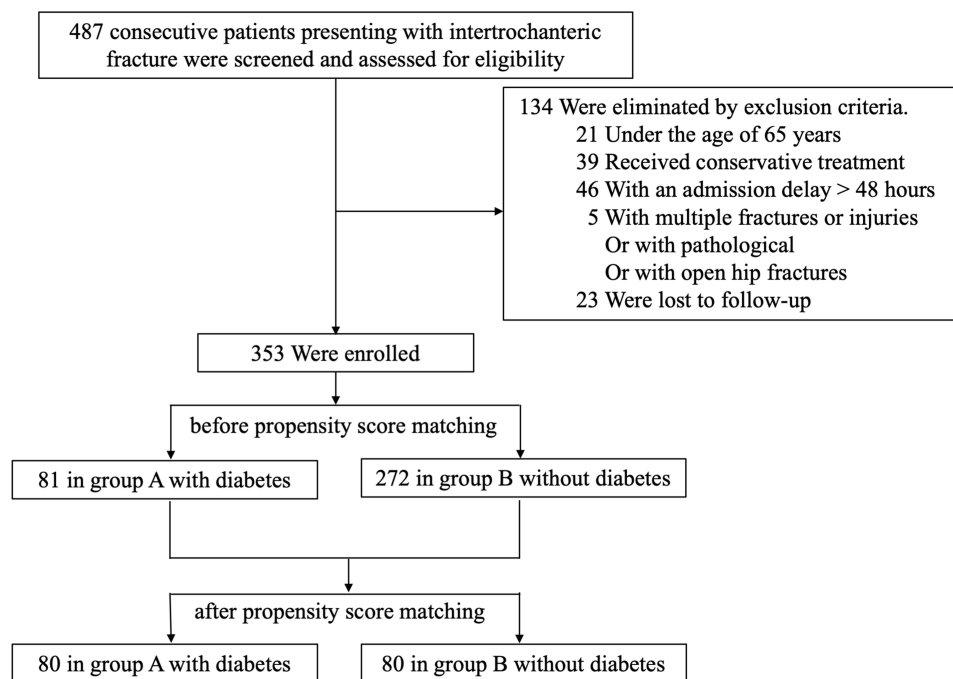 487 consecutive patients presenting with intertrochanteric
fracture were screened and assessed for eligibility
134 Were eliminated by exclusion criteria.
21 Under the age of 65 years
39 Received conservative treatment
46 With an admission delay > 48 hours
5 With multiple fractures or injuries
Or with pathological
Or with open hip fractures
23 Were lost to follow-up
353 Were enrolled
before propensity score matching
81 in group A with diabetes
272 in group B without diabetes
after propensity score matching
80 in group A with diabetes
80 in group B without diabetes